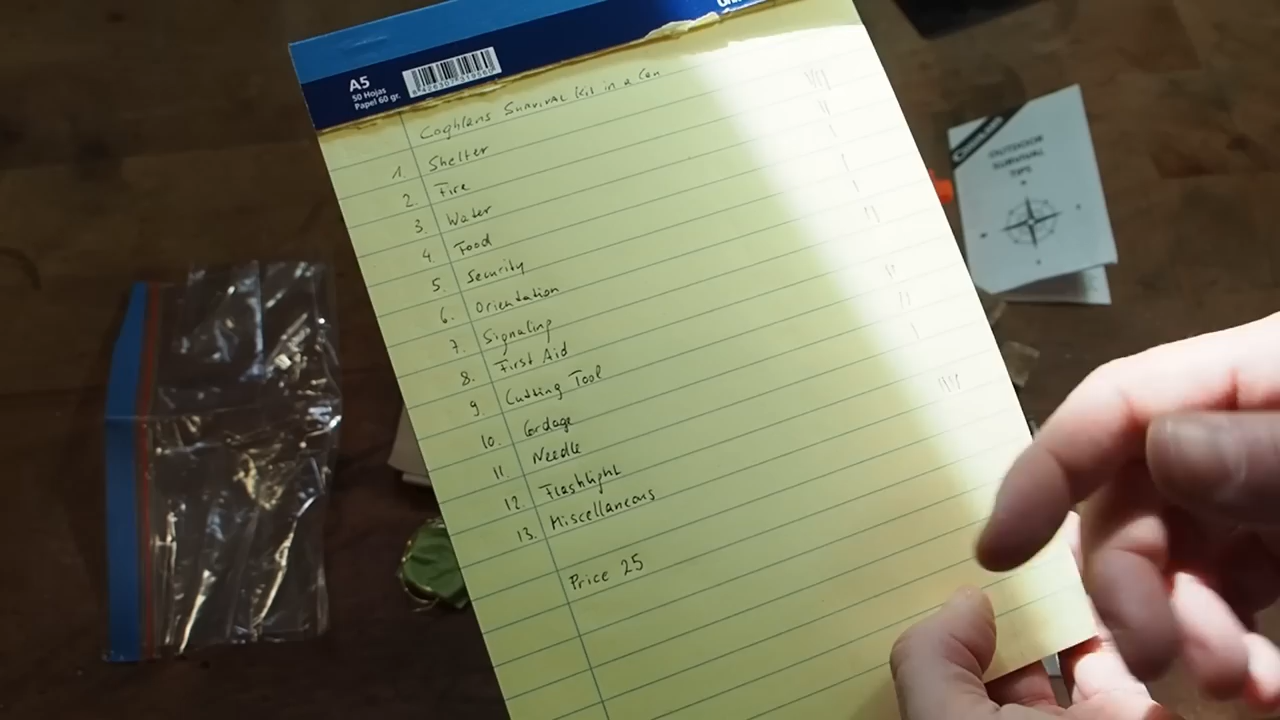 A5
50 Hojas
Papel 60 gr.
8426307319560
Coghlans Survival Kit in a Can
1. Shelter
2. Fire
3. Water
4. Food
5. Security
6. Orientation
7. Signaling
8. First Aid
9. Cutting Tool
10. Cordage
11. Needle
12. Flashlight
13. Miscellaneous
Price 25
OUTDOOR
SURVIVAL
TIPS